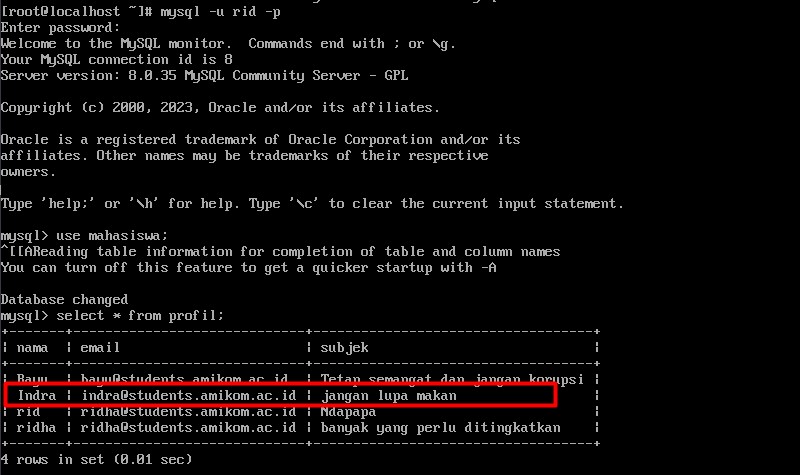 [root@localhost ~]# mysql -u rid -p
Enter password:
Welcome to the MySQL monitor.  Commands end with ; or \g.
Your MySQL connection id is 8
Server version: 8.0.35 MySQL Community Server - GPL
Copyright (c) 2000, 2023, Oracle and/or its affiliates.
Oracle is a registered trademark of Oracle Corporation and/or its
affiliates. Other names may be trademarks of their respective
owners.
Type 'help;' or '\h' for help. Type '\c' to clear the current input statement.
mysql> use mahasiswa;
^[[AReading table information for completion of table and column names
You can turn off this feature to get a quicker startup with -A
Database changed
mysql> select * from profil;
+-------+-----------------------------+-----------------------------------+
| nama  | email                       | subjek                            |
+-------+-----------------------------+-----------------------------------+
| Bayu  | bayu@students.amikom.ac.id  | Tetap semangat dan jangan korupsi |
| Indra | indra@students.amikom.ac.id | jangan lupa makan                 |
| rid   | ridha@students.amikom.ac.id | Ndapapa                           |
| ridha | ridha@students.amikom.ac.id | banyak yang perlu ditingkatkan    |
+-------+-----------------------------+-----------------------------------+
4 rows in set (0.01 sec)